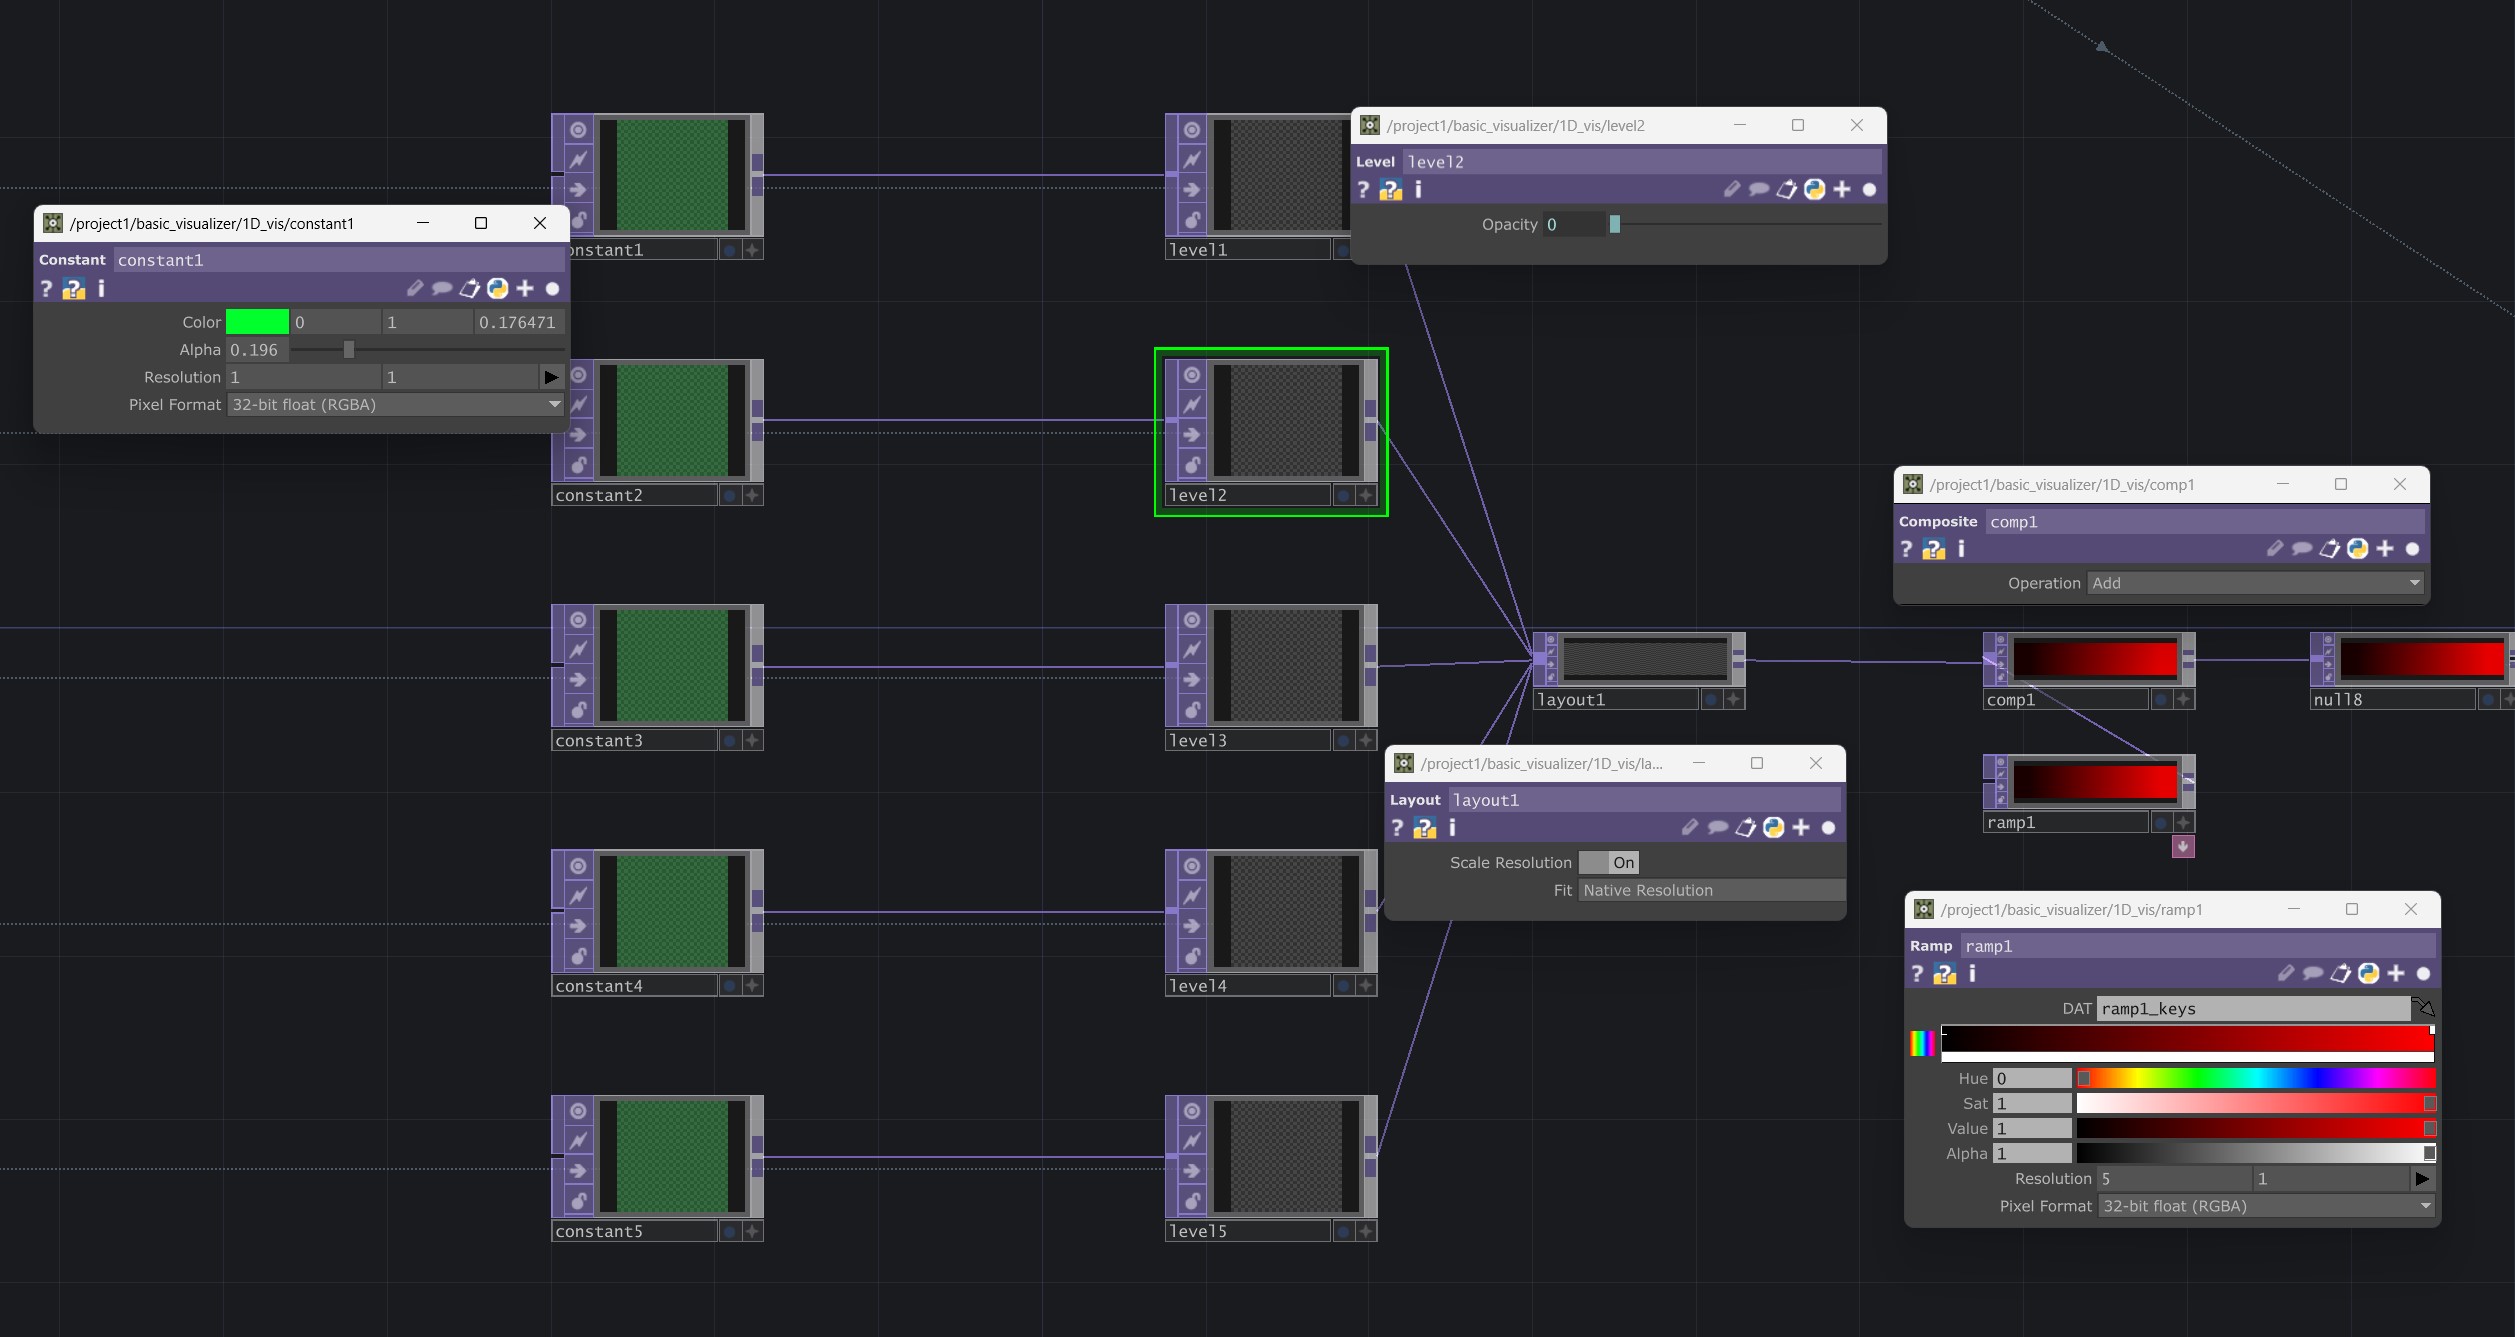 /project1/basic_visualizer/1D_vis/level2
Level level2
Opacity 0
/project1/basic_visualizer/1D_vis/constant1
Constant constant1
Color 0 1 0.176471
Alpha 0.196
Resolution 1 1
Pixel Format 32-bit float (RGBA)
onstant1
level1
constant2
level2
/project1/basic_visualizer/1D_vis/comp1
Composite comp1
Operation Add
constant3
level3
layout1
comp1
null8
/project1/basic_visualizer/1D_vis/la...
Layout layout1
Scale Resolution On
Fit Native Resolution
ramp1
constant4
level4
/project1/basic_visualizer/1D_vis/ramp1
Ramp ramp1
DAT ramp1_keys
Hue 0
Sat 1
Value 1
Alpha 1
Resolution 5 1
Pixel Format 32-bit float (RGBA)
constant5
level5